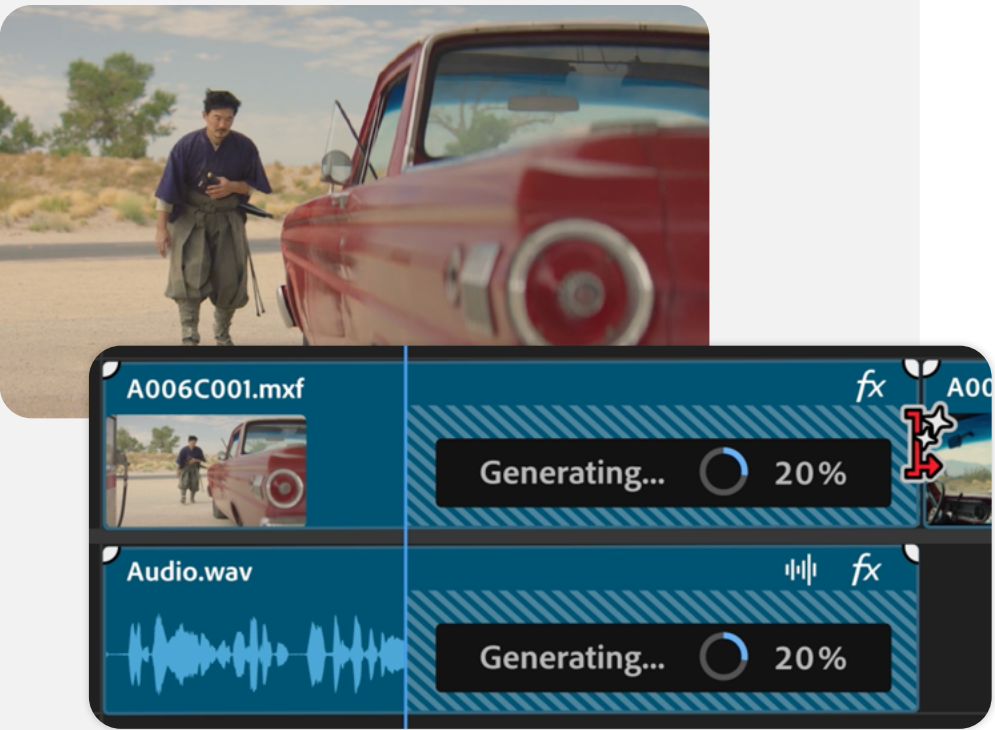 A006C001.mxf fx
A00
Generating... 20%
Audio.wav fx
Generating... 20%